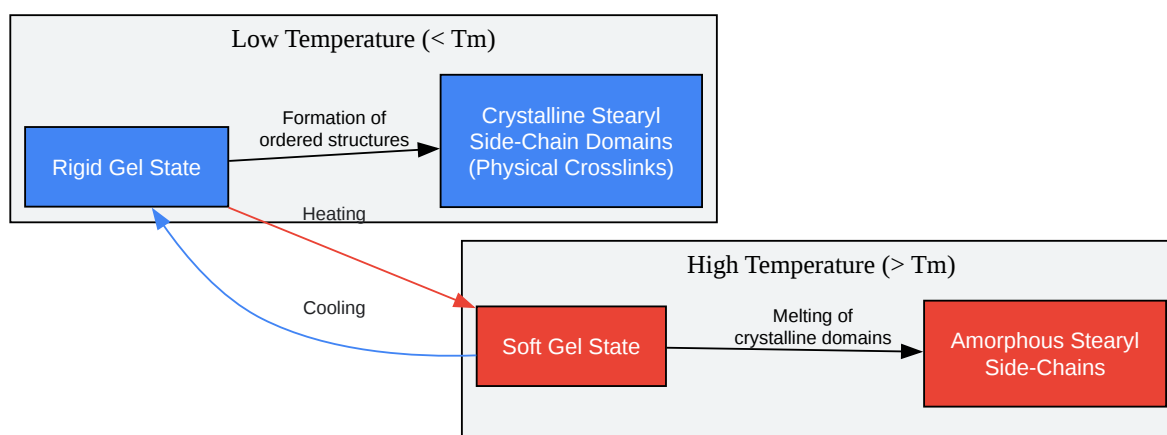 Low Temperature (< Tm)
Rigid Gel State
Formation of
ordered structures
Crystalline Stearyl
Side-Chain Domains
(Physical Crosslinks)
Heating
Cooling
High Temperature (> Tm)
Soft Gel State
Melting of
crystalline domains
Amorphous Stearyl
Side-Chains